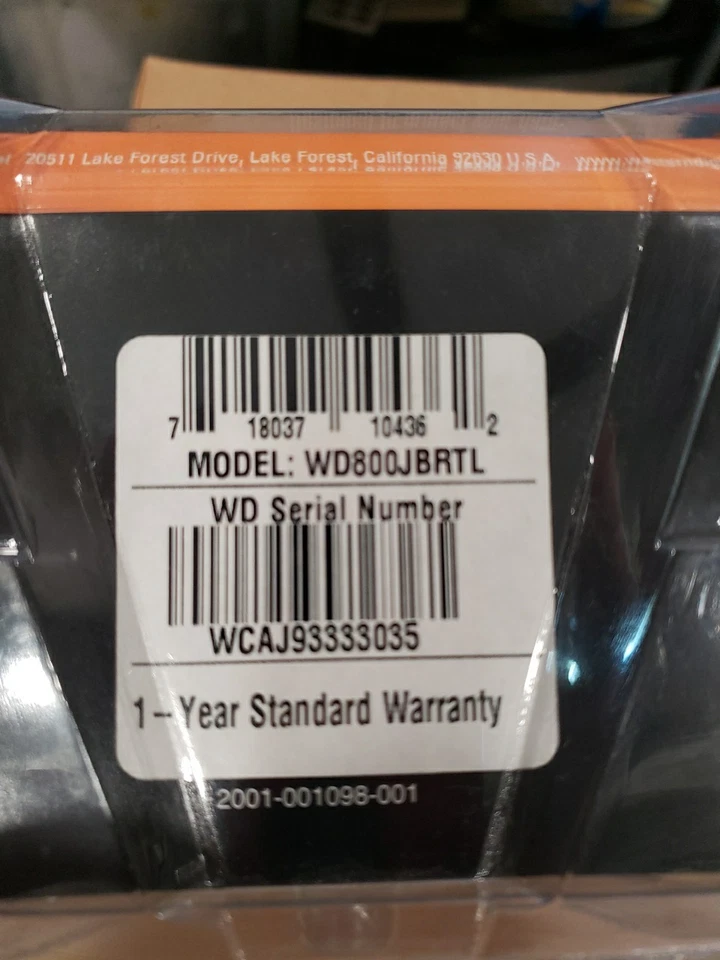 20511 Lake Forest Drive, Lake Forest, California 92630 U.S.A.
7 18037 10436 2
MODEL: WD800JBRTL
WD Serial Number
WCAJ93333035
1-Year Standard Warranty
2001-001098-001